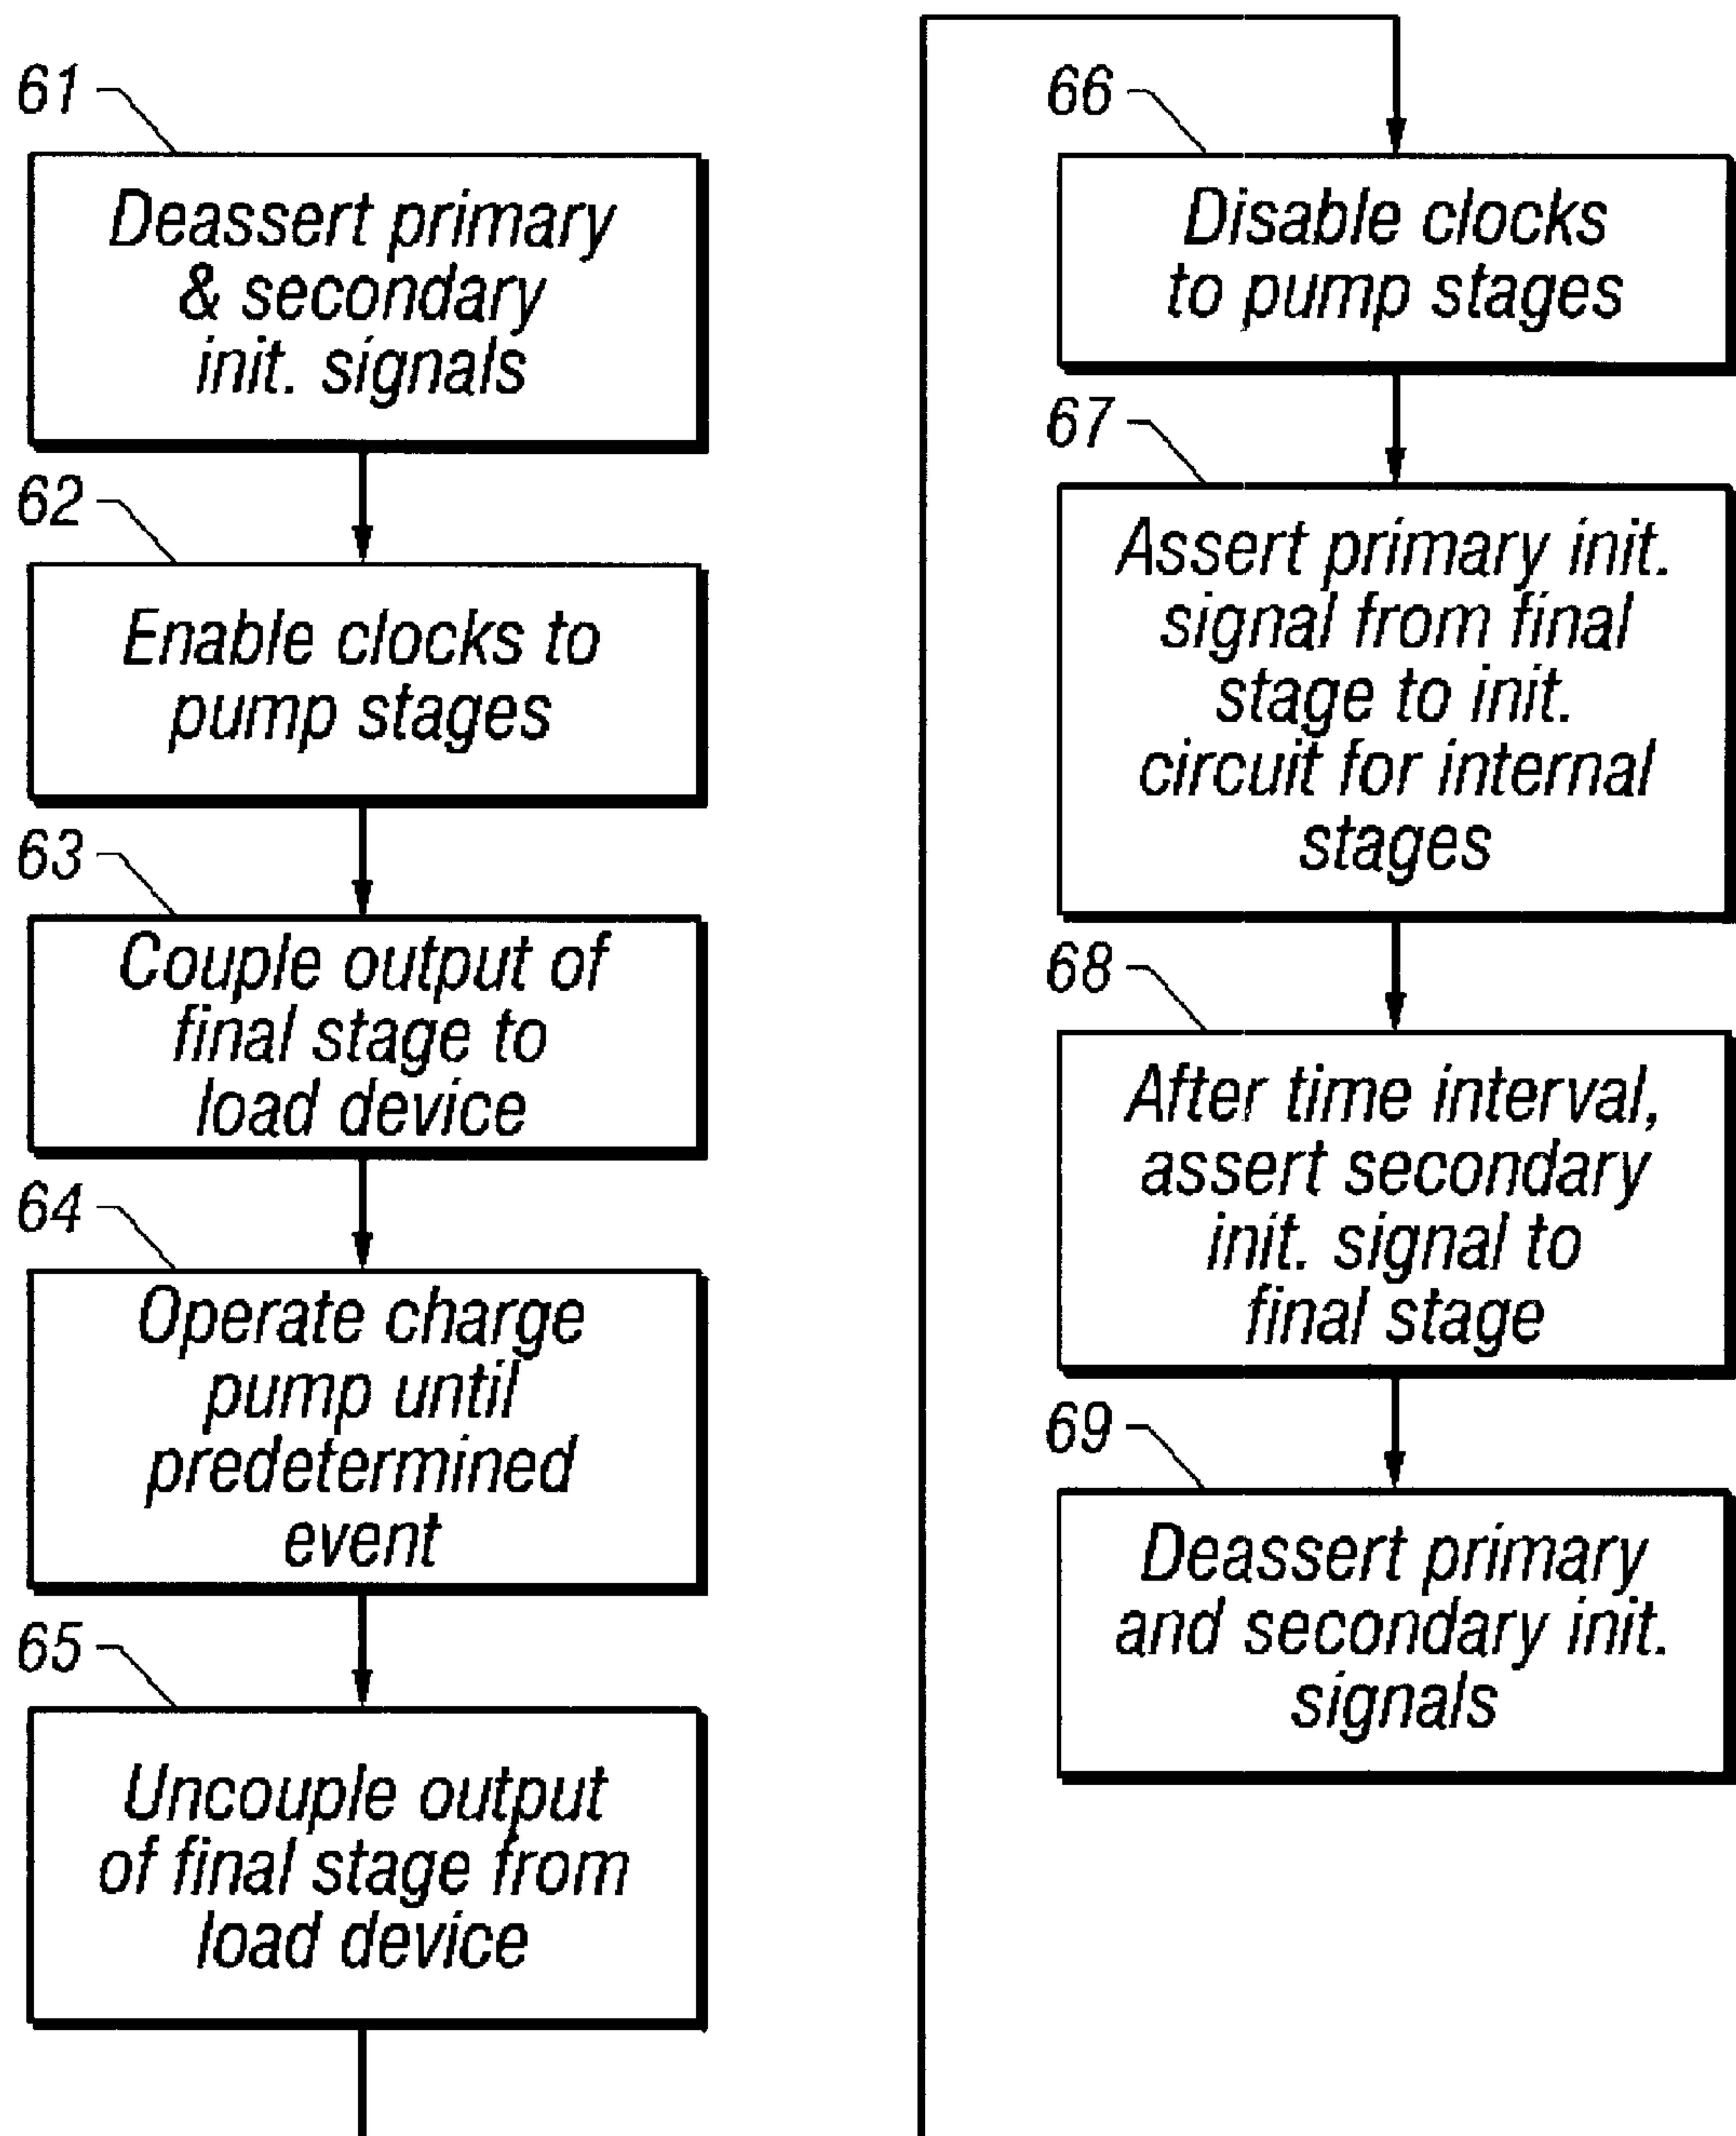 61
Deassert primary
& secondary
init. signals
62
Enable clocks to
pump stages
63
Couple output of
final stage to
load device
64
Operate charge
pump until
predetermined
event
65
Uncouple output
of final stage from
load device
66
Disable clocks
to pump stages
67
Assert primary init.
signal from final
stage to init.
circuit for internal
stages
68
After time interval,
assert secondary
init. signal to
final stage
69
Deassert primary
and secondary init.
signals